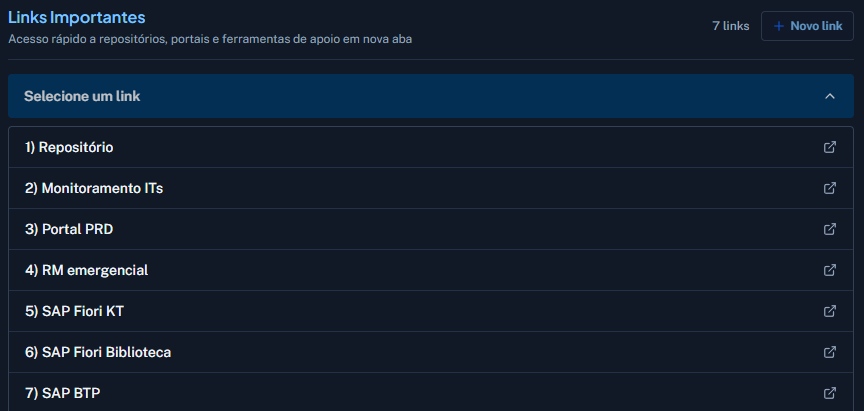 Links Importantes
Acesso rápido a repositórios, portais e ferramentas de apoio em nova aba
7 links
Novo link
Selecione um link
1) Repositório
2) Monitoramento ITs
3) Portal PRD
4) RM emergencial
5) SAP Fiori KT
6) SAP Fiori Biblioteca
7) SAP BTP